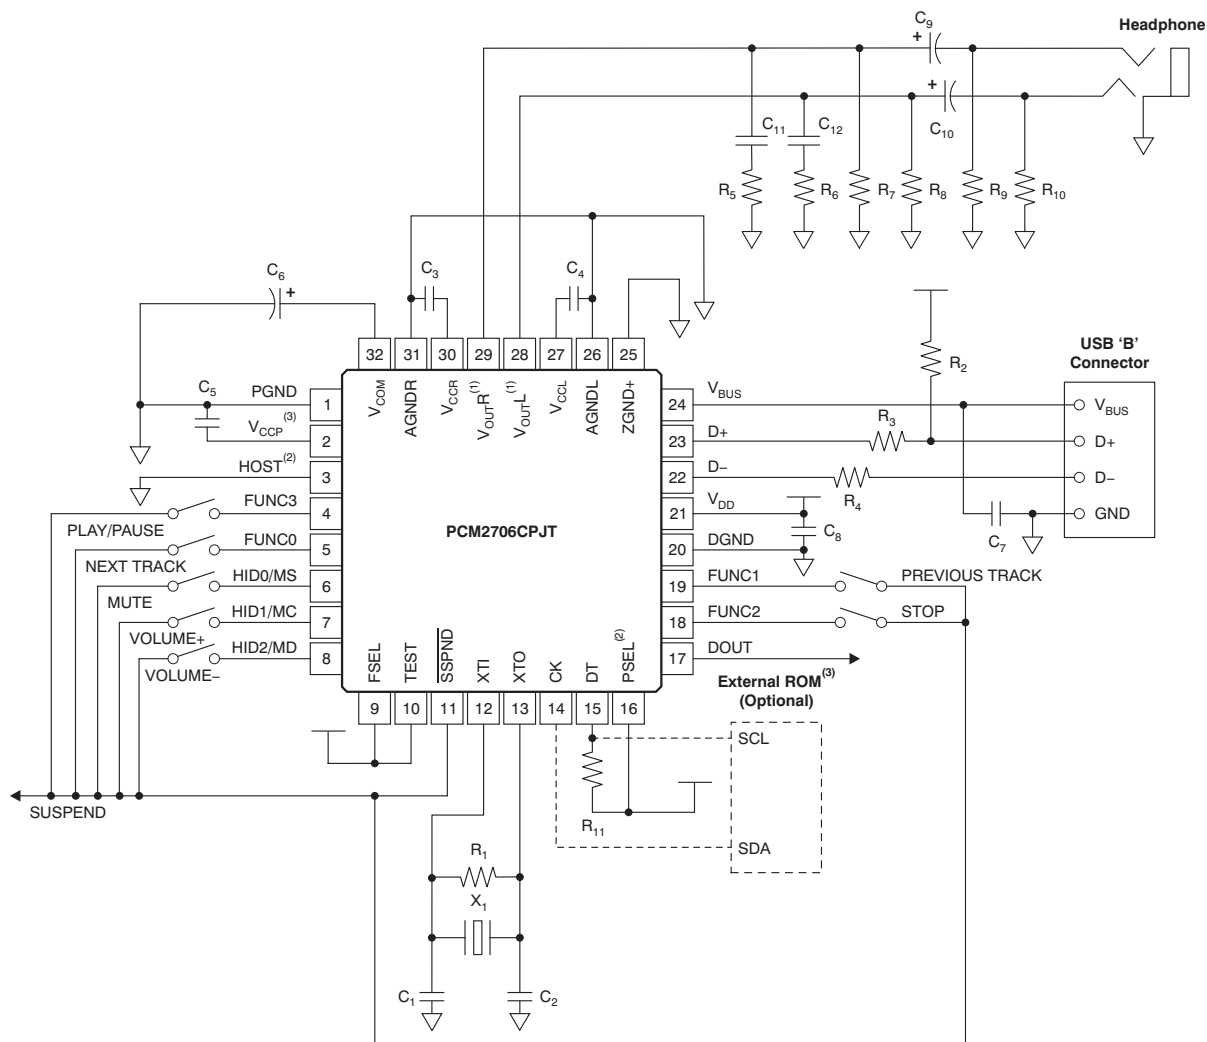 C9
Headphone
+
+
C11
C12
C10
R5
R6
R7
R8
R9
R10
C6
+
C3
C4
32
31
30
29
28
27
26
25
VCOM
AGNDR
VCCR
VOUTR(1)
VOUTL(1)
VCCL
AGNDL
ZGND+
C5
PGND
1
VCCP(3)
2
HOST(2)
3
FUNC3
4
PLAY/PAUSE
FUNC0
5
NEXT TRACK
HID0/MS
6
MUTE
HID1/MC
7
VOLUME+
HID2/MD
8
VOLUME−
PCM2706CPJT
R2
USB ‘B’
Connector
24
VBUS
VBUS
23
D+
R3
D+
22
D−
R4
D−
21
VDD
C8
C7
GND
20
DGND
19
FUNC1
PREVIOUS TRACK
18
FUNC2
STOP
17
DOUT
FSEL
TEST
SSPND
XTI
XTO
CK
DT
PSEL(2)
9
10
11
12
13
14
15
16
External ROM(3)
(Optional)
SCL
SDA
R11
SUSPEND
R1
X1
C1
C2